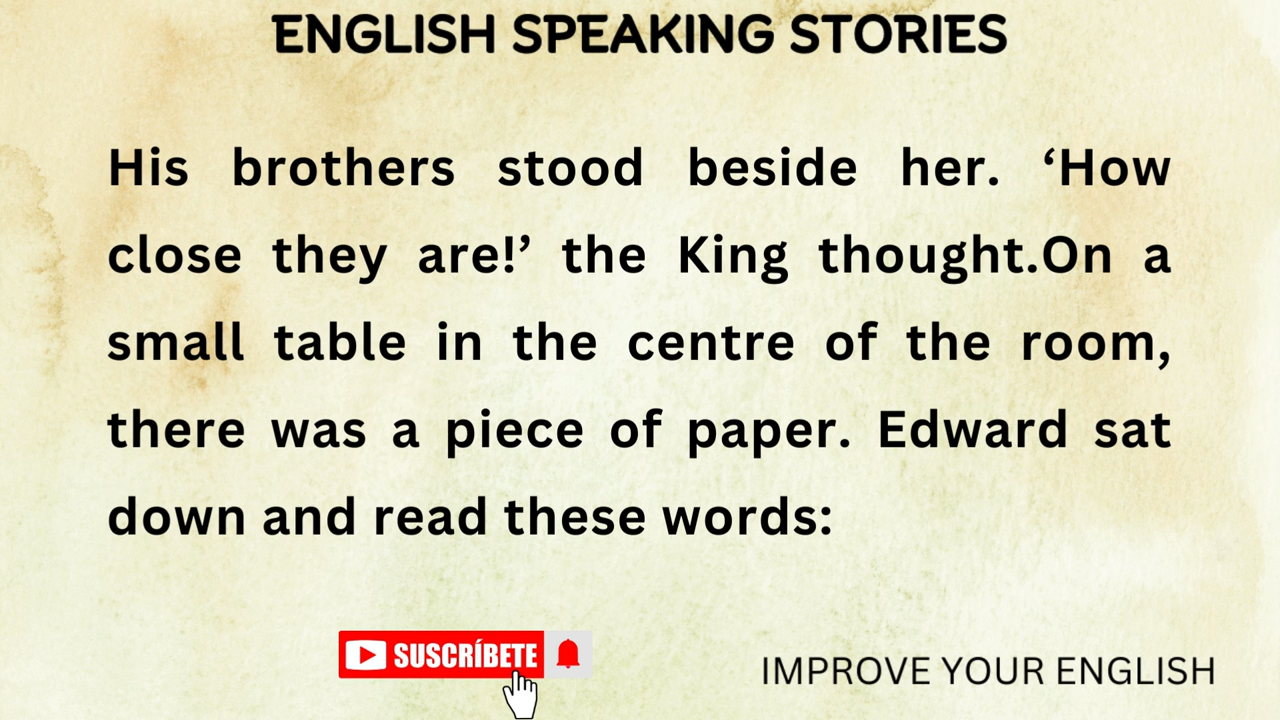 ENGLISH SPEAKING STORIES
His brothers stood beside her. ‘How
close they are!’ the King thought.On a
small table in the centre of the room,
there was a piece of paper. Edward sat
down and read these words:
SUSCRÍBETE
IMPROVE YOUR ENGLISH